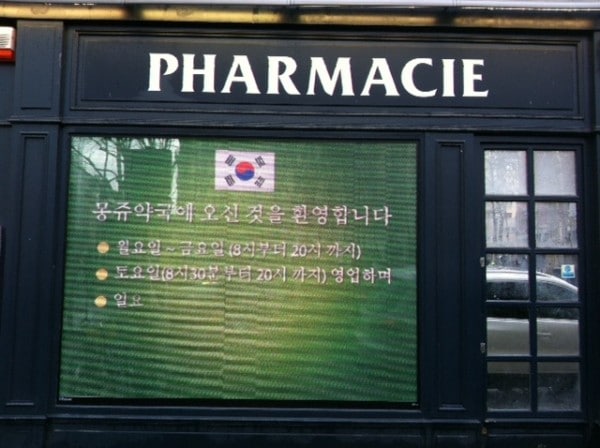 PHARMACIE
몽쥬약국에 오신 것을 환영합니다
월요일 ~ 금요일 (8시부터 20시 까지)
토요일(8시30분부터 20시 까지) 영업하며
일요